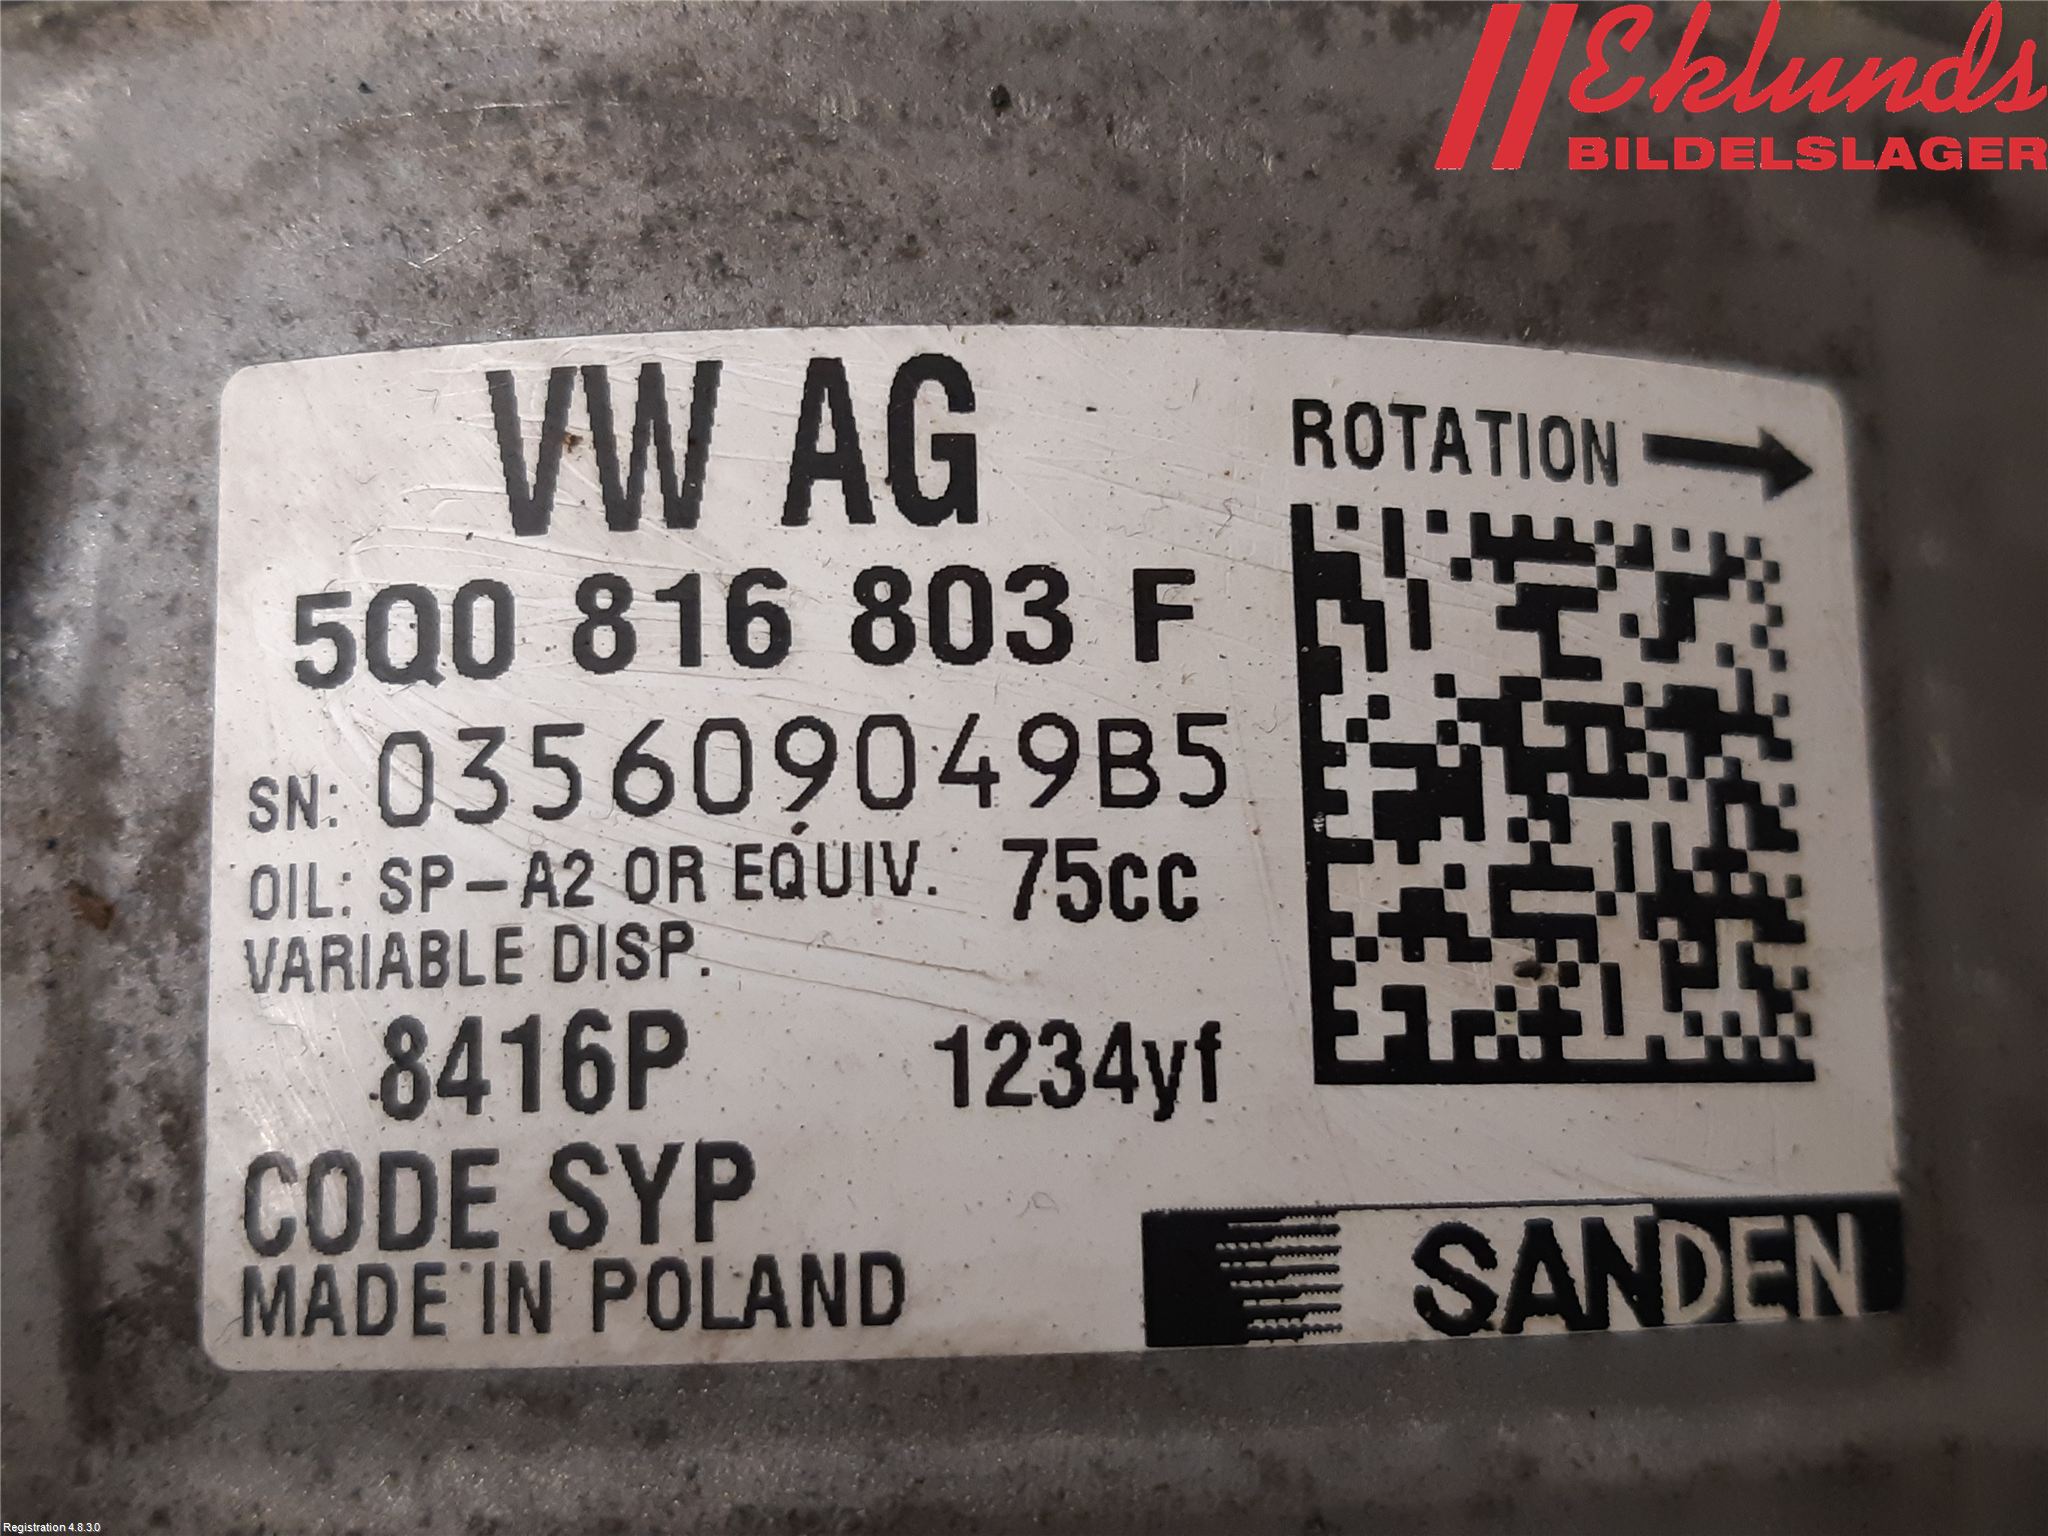 Eklunds
BILDELSLAGER
VW AG
ROTATION
5Q0 816 803 F
SN: 035609049B5
OIL: SP-A2 OR EQUIV. 75cc
VARIABLE DISP.
8416P 1234yf
CODE SYP
MADE IN POLAND
SANDEN
Registration 4.8.3.0